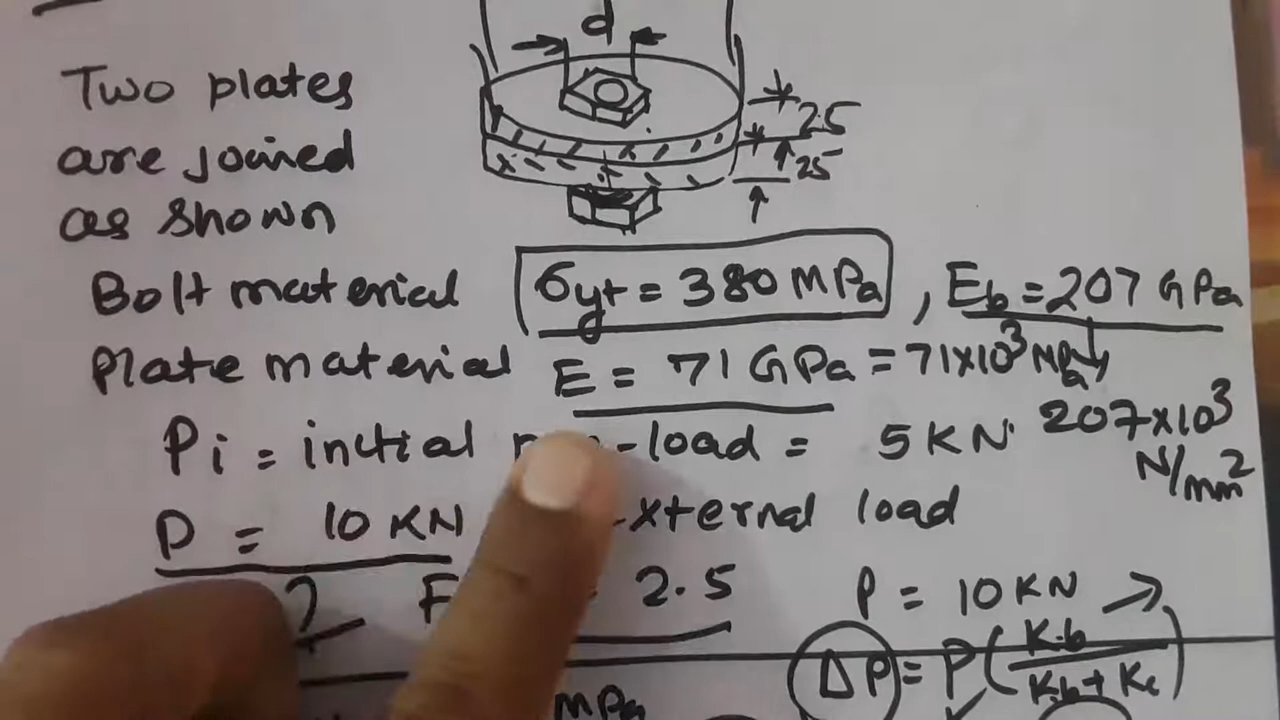 d
Two plates
are joined
as shown
25
25
Bolt material σyt = 380 MPa , Eb = 207 GPa
Plate material E = 71 GPa = 71×10³ MPa
207×10³
N/mm²
Pi = initial -load = 5 KN
P = 10 KN external load
? F = 2.5
P = 10 KN →
ΔP = P (Kb / Kb + Kc)
MPa